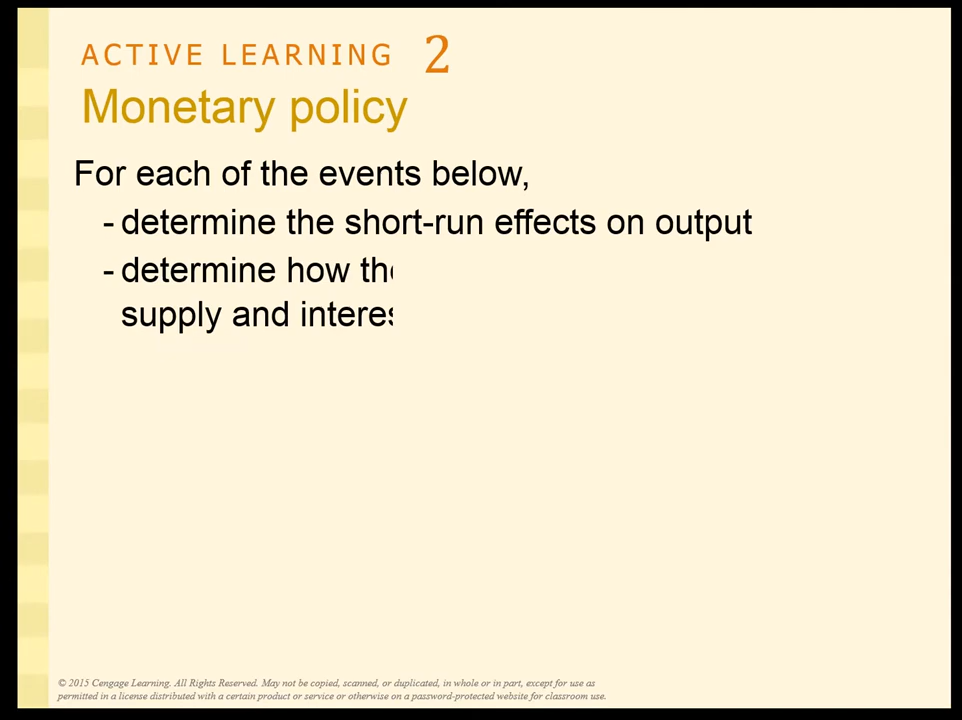 ACTIVE LEARNING 2
Monetary policy
For each of the events below,
- determine the short-run effects on output
- determine how
supply and
© 2015 Cengage Learning. All Rights Reserved. May not be copied, scanned, or duplicated, in whole or in part, except for use as
permitted in a license distributed with a certain product or service or otherwise on a password-protected website for classroom use.